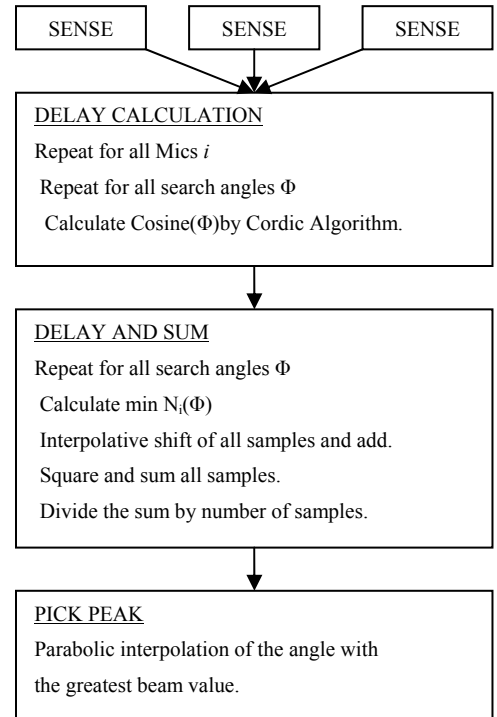 SENSE SENSE SENSE
DELAY CALCULATION
Repeat for all Mics i
Repeat for all search angles Φ
Calculate Cosine(Φ)by Cordic Algorithm.
DELAY AND SUM
Repeat for all search angles Φ
Calculate min Nᵢ(Φ)
Interpolative shift of all samples and add.
Square and sum all samples.
Divide the sum by number of samples.
PICK PEAK
Parabolic interpolation of the angle with
the greatest beam value.